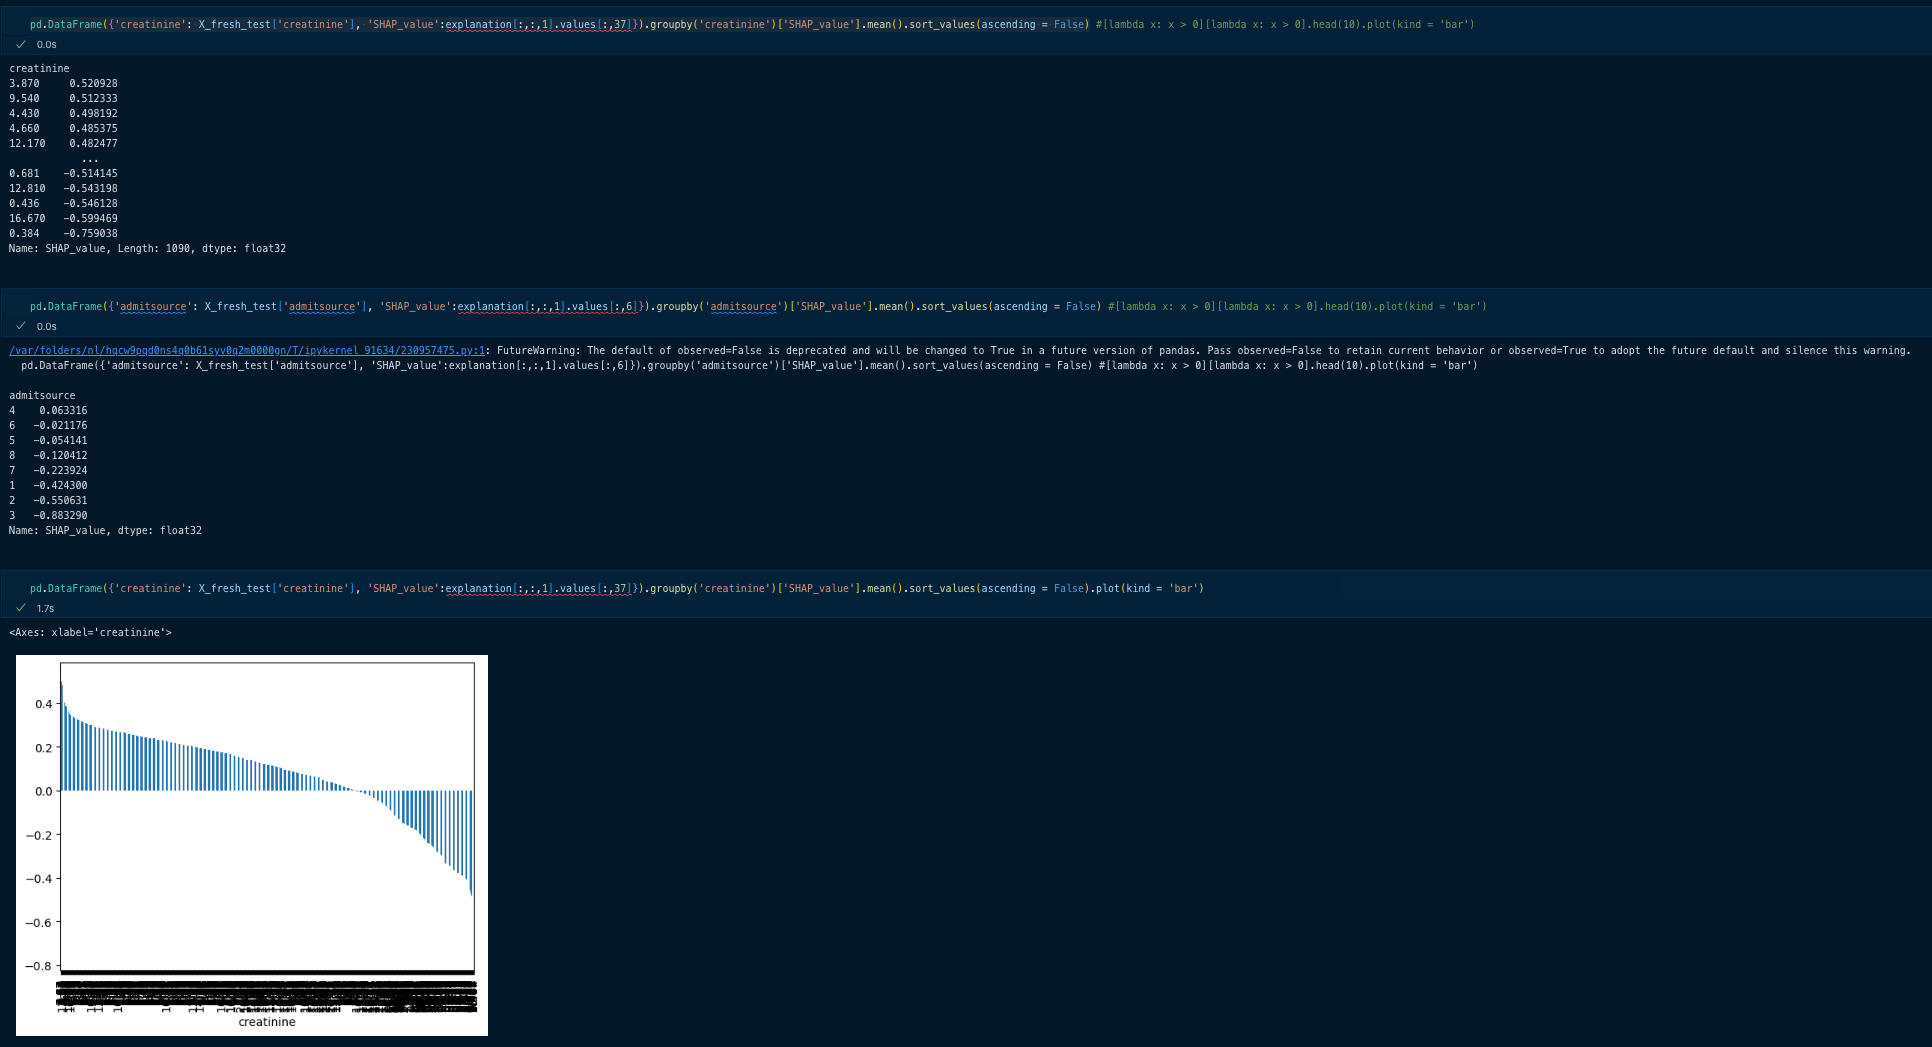 pd.DataFrame({'creatinine': X_fresh_test['creatinine'], 'SHAP_value':explanation[:,:,1].values[:,37]}).groupby('creatinine')['SHAP_value'].mean().sort_values(ascending = False) #[lambda x: x > 0][lambda x: x > 0].head(10).plot(kind = 'bar')
0.0s
creatinine
3.870 0.520928
9.540 0.512333
4.430 0.498192
4.660 0.485375
12.170 0.482477
...
0.681 −0.514145
12.810 −0.543198
0.436 −0.546128
16.670 −0.599469
0.384 −0.759038
Name: SHAP_value, Length: 1090, dtype: float32
pd.DataFrame({'admitsource': X_fresh_test['admitsource'], 'SHAP_value':explanation[:,:,1].values[:,6]}).groupby('admitsource')['SHAP_value'].mean().sort_values(ascending = False) #[lambda x: x > 0][lambda x: x > 0].head(10).plot(kind = 'bar')
0.0s
/var/folders/nl/hqcw9pqd0ns4q0b61syv0q2m0000gn/T/ipykernel_91634/230957475.py:1: FutureWarning: The default of observed=False is deprecated and will be changed to True in a future version of pandas. Pass observed=False to retain current behavior or observed=True to adopt the future default and silence this warning.
pd.DataFrame({'admitsource': X_fresh_test['admitsource'], 'SHAP_value':explanation[:,:,1].values[:,6]}).groupby('admitsource')['SHAP_value'].mean().sort_values(ascending = False) #[lambda x: x > 0][lambda x: x > 0].head(10).plot(kind = 'bar')
admitsource
4 0.063316
6 −0.021176
5 −0.054141
8 −0.120412
7 −0.223924
1 −0.424300
2 −0.550631
3 −0.883290
Name: SHAP_value, dtype: float32
pd.DataFrame({'creatinine': X_fresh_test['creatinine'], 'SHAP_value':explanation[:,:,1].values[:,37]}).groupby('creatinine')['SHAP_value'].mean().sort_values(ascending = False).plot(kind = 'bar')
1.7s
<Axes: xlabel='creatinine'>
0.4
0.2
0.0
−0.2
−0.4
−0.6
−0.8
creatinine